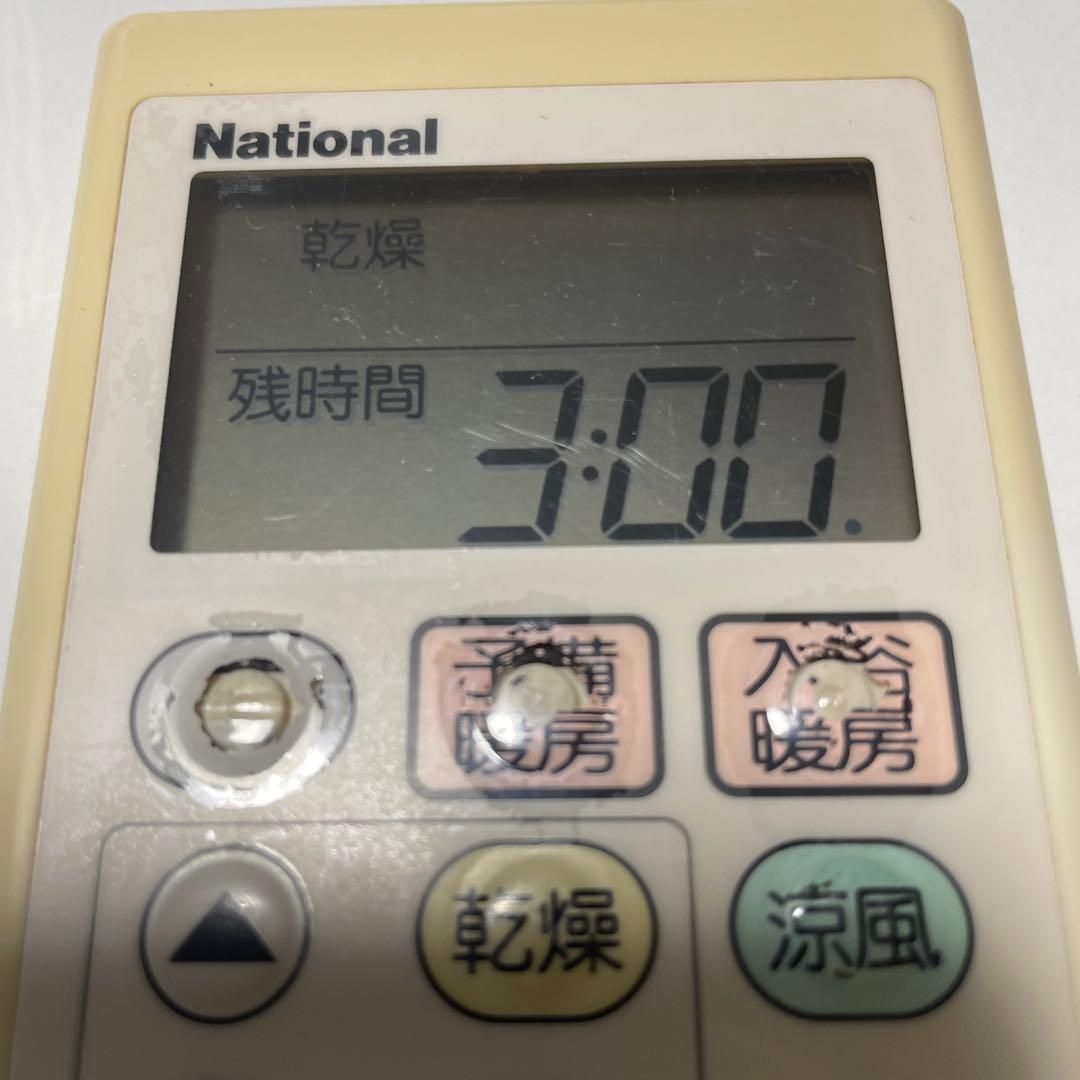 National
乾燥
残時間 3:00
予備
暖房
入浴
暖房
乾燥
涼風